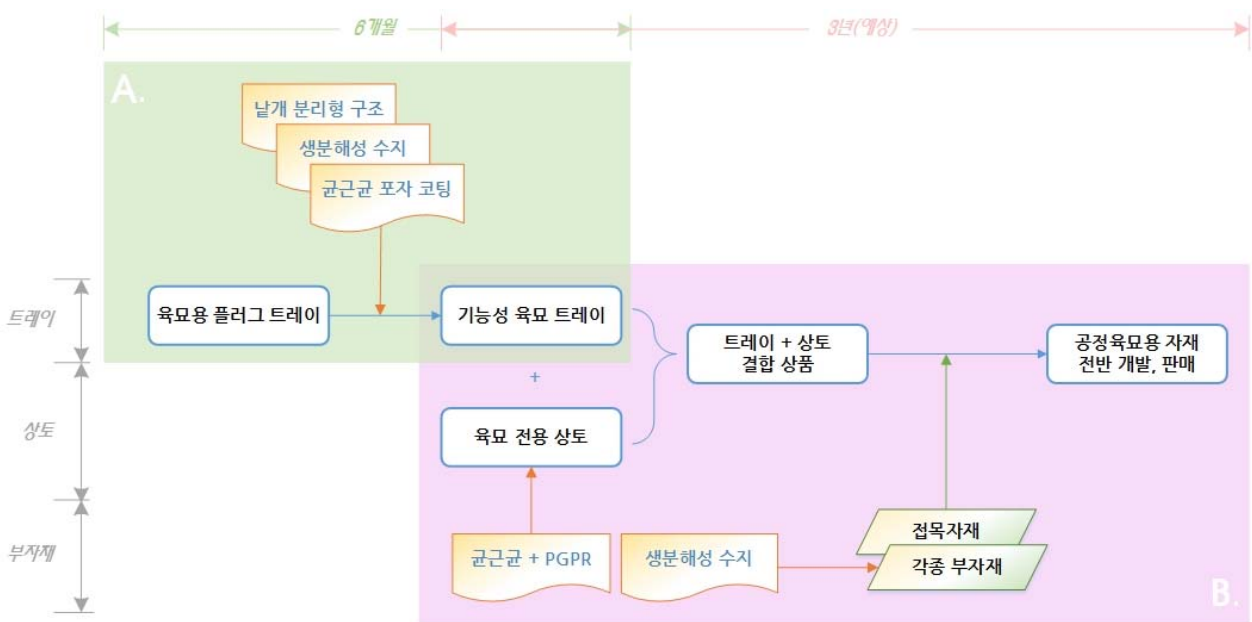 6개월
3년(예상)
A.
낱개 분리형 구조
생분해성 수지
균근균 포자 코팅
트레이
육묘용 플러그 트레이
기능성 육묘 트레이
트레이 + 상토
결합 상품
공정육묘용 자재
전반 개발, 판매
+
상토
육묘 전용 상토
부자재
균근균 + PGPR
생분해성 수지
접목자재
각종 부자재
B.